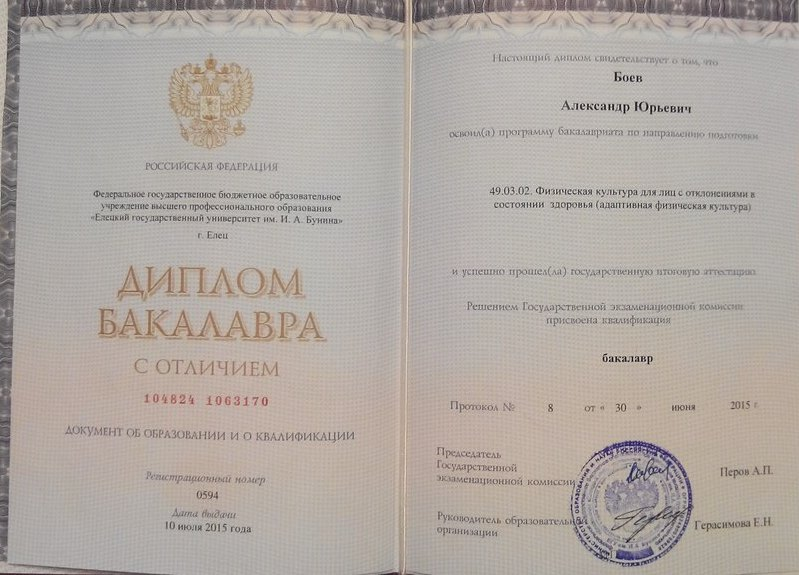 РОССИЙСКАЯ ФЕДЕРАЦИЯ
Федеральное государственное бюджетное образовательное
учреждение высшего профессионального образования
«Елецкий государственный университет им. И. А. Бунина»
г. Елец
ДИПЛОМ
БАКАЛАВРА
С ОТЛИЧИЕМ
104824 1063170
ДОКУМЕНТ ОБ ОБРАЗОВАНИИ И О КВАЛИФИКАЦИИ
Регистрационный номер
0594
Дата выдачи
10 июля 2015 года
Настоящий диплом свидетельствует о том, что
Боев
Александр Юрьевич
освоил(а) программу бакалавриата по направлению подготовки
49.03.02. Физическая культура для лиц с отклонениями в
состоянии здоровья (адаптивная физическая культура)
и успешно прошел(ла) государственную итоговую аттестацию
Решением Государственной экзаменационной комиссии
присвоена квалификация
бакалавр
Протокол № 8 от « 30 » июня 2015 г.
Председатель
Государственной
экзаменационной комиссии Перов А.П.
Руководитель образовательной
организации Герасимова Е.Н.